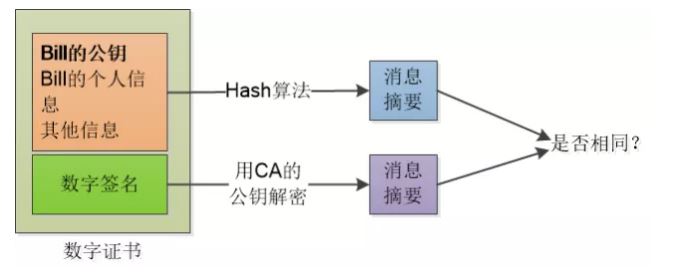 Bill的公钥
Bill的个人信
息
其他信息
Hash算法
消息
摘要
是否相同？
数字签名
用CA的
公钥解密
消息
摘要
数字证书